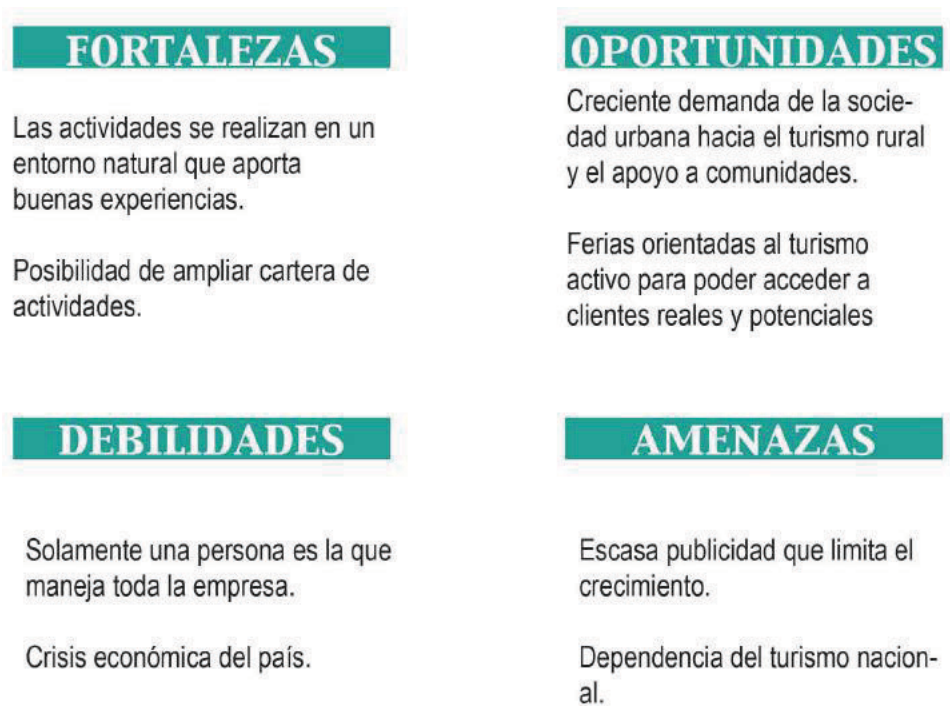 FORTALEZAS
Las actividades se realizan en un
entorno natural que aporta
buenas experiencias.
Posibilidad de ampliar cartera de
actividades.
OPORTUNIDADES
Creciente demanda de la socie-
dad urbana hacia el turismo rural
y el apoyo a comunidades.
Ferias orientadas al turismo
activo para poder acceder a
clientes reales y potenciales
DEBILIDADES
Solamente una persona es la que
maneja toda la empresa.
Crisis económica del país.
AMENAZAS
Escasa publicidad que limita el
crecimiento.
Dependencia del turismo nacion-
al.